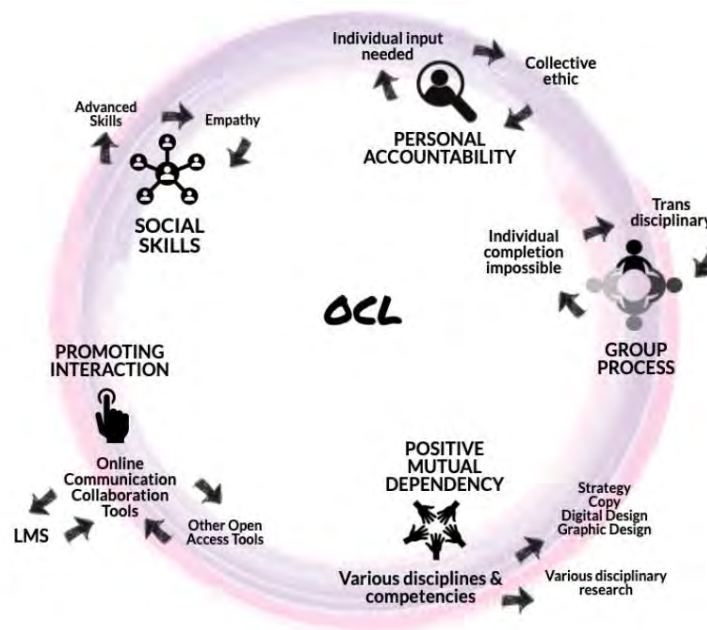 Individual input
needed
Collective
ethic
PERSONAL
ACCOUNTABILITY
Advanced
Skills
Empathy
SOCIAL
SKILLS
Trans
disciplinary
Individual
completion
impossible
GROUP
PROCESS
OCL
PROMOTING
INTERACTION
Online
Communication
Collaboration
Tools
LMS
Other Open
Access Tools
POSITIVE
MUTUAL
DEPENDENCY
Various disciplines &
competencies
Strategy
Copy
Digital Design
Graphic Design
Various disciplinary
research